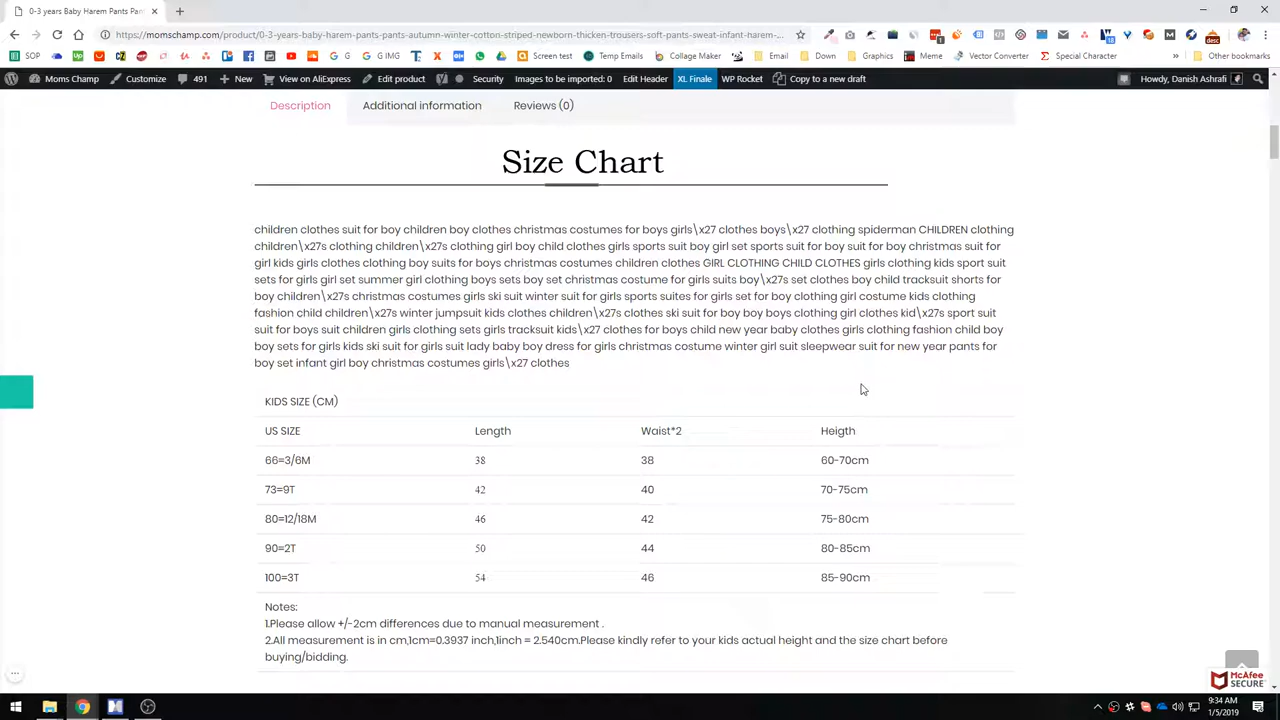 0-3 years Baby Harem Pants Pant
https://momschamp.com/product/0-3-years-baby-harem-pants-pants-autumn-winter-cotton-striped-newborn-thicken-trousers-soft-pants-sweat-infant-harem-...
SOP G G IMG Screen test Temp Emails Collage Maker Email Down Graphics Meme Vector Converter Special Character » Other bookmarks
Moms Champ Customize 491 + New View on AliExpress Edit product Security Images to be imported: 0 Edit Header XL Finale WP Rocket Copy to a new draft Howdy, Danish Ashrafi
Description Additional information Reviews (0)
Size Chart
children clothes suit for boy children boy clothes christmas costumes for boys girls\x27 clothes boys\x27 clothing spiderman CHILDREN clothing
children\x27s clothing children\x27s clothing girl boy child clothes girls sports suit boy girl set sports suit for boy suit for boy christmas suit for
girl kids girls clothes clothing boy suits for boys christmas costumes children clothes GIRL CLOTHING CHILD CLOTHES girls clothing kids sport suit
sets for girls girl set summer girl clothing boys sets boy set christmas costume for girls suits boy\x27s set clothes boy child tracksuit shorts for
boy children\x27s christmas costumes girls ski suit winter suit for girls sports suites for girls set for boy clothing girl costume kids clothing
fashion child children\x27s winter jumpsuit kids clothes children\x27s clothes ski suit for boy boy boys clothing girl clothes kid\x27s sport suit
suit for boys suit children girls clothing sets girls tracksuit kids\x27 clothes for boys child new year baby clothes girls clothing fashion child boy
boy sets for girls kids ski suit for girls suit lady baby boy dress for girls christmas costume winter girl suit sleepwear suit for new year pants for
boy set infant girl boy christmas costumes girls\x27 clothes
KIDS SIZE (CM)
US SIZE Length Waist*2 Heigth
66=3/6M 38 38 60-70cm
73=9T 42 40 70-75cm
80=12/18M 46 42 75-80cm
90=2T 50 44 80-85cm
100=3T 54 46 85-90cm
Notes:
1.Please allow +/-2cm differences due to manual measurement .
2.All measurement is in cm,1cm=0.3937 inch,1inch = 2.540cm.Please kindly refer to your kids actual height and the size chart before
buying/bidding.
McAfee
SECURE
9:34 AM
1/5/2019